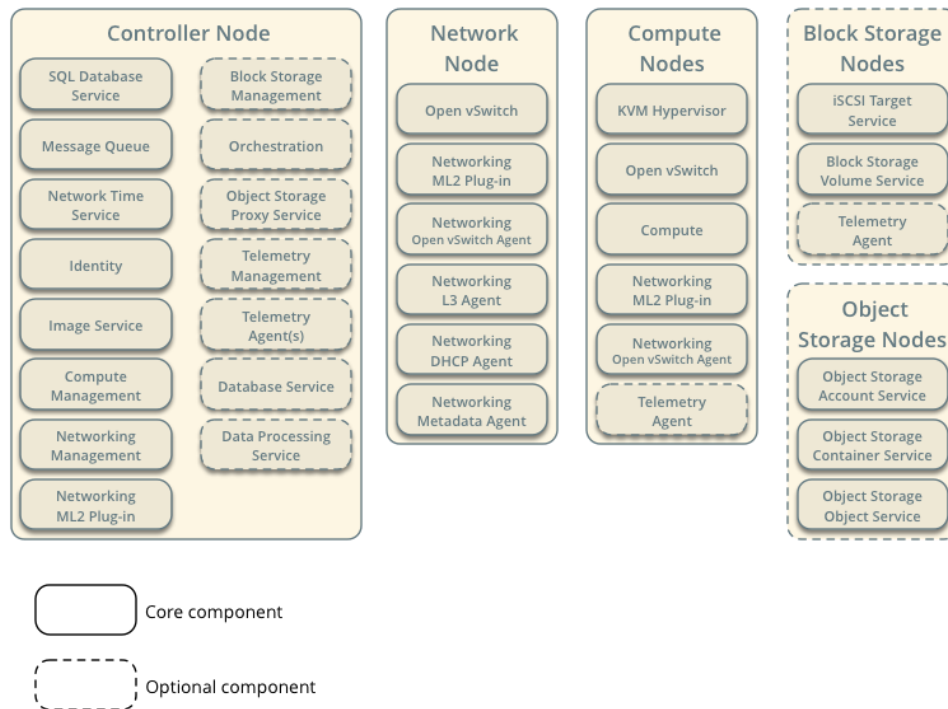 Controller Node
SQL Database
Service
Message Queue
Network Time
Service
Identity
Image Service
Compute
Management
Networking
Management
Networking
ML2 Plug-in
Block Storage
Management
Orchestration
Object Storage
Proxy Service
Telemetry
Management
Telemetry
Agent(s)
Database Service
Data Processing
Service
Network
Node
Open vSwitch
Networking
ML2 Plug-in
Networking
Open vSwitch Agent
Networking
L3 Agent
Networking
DHCP Agent
Networking
Metadata Agent
Compute
Nodes
KVM Hypervisor
Open vSwitch
Compute
Networking
ML2 Plug-in
Networking
Open vSwitch Agent
Telemetry
Agent
Block Storage
Nodes
iSCSI Target
Service
Block Storage
Volume Service
Telemetry
Agent
Object
Storage Nodes
Object Storage
Account Service
Object Storage
Container Service
Object Storage
Object Service
Core component
Optional component